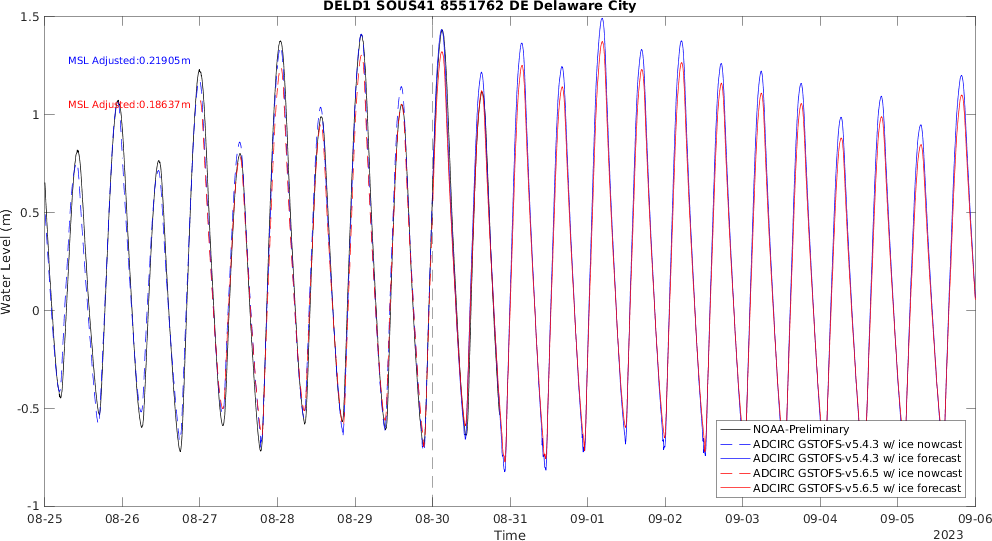 DELD1 SOUS41 8551762 DE Delaware City
1.5
MSL Adjusted:0.21905m
MSL Adjusted:0.18637m
1
0.5
Water Level (m)
0
-0.5
-1
NOAA-Preliminary
ADCIRC GSTOFS-v5.4.3 w/ ice nowcast
ADCIRC GSTOFS-v5.4.3 w/ ice forecast
ADCIRC GSTOFS-v5.6.5 w/ ice nowcast
ADCIRC GSTOFS-v5.6.5 w/ ice forecast
08-25 08-26 08-27 08-28 08-29 08-30 08-31 09-01 09-02 09-03 09-04 09-05 09-06
Time
2023